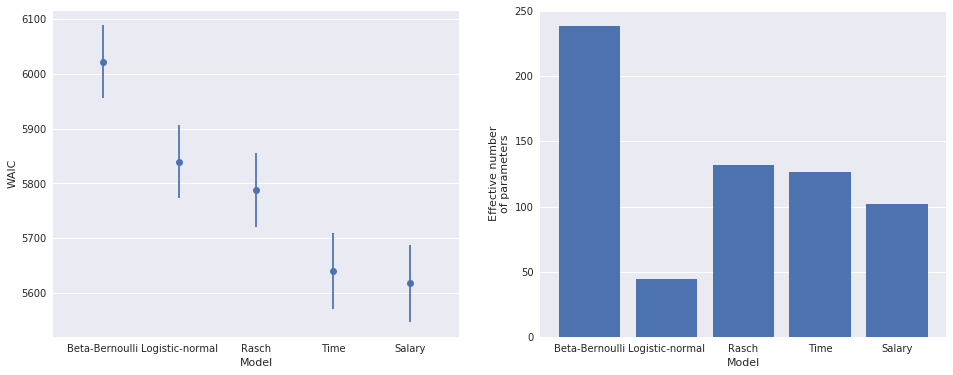 6100
6000
5900
5800
5700
5600
WAIC
Beta-Bernoulli Logistic-normal Rasch Time Salary
Model
250
200
150
100
50
0
Effective number
of parameters
Beta-Bernoulli Logistic-normal Rasch Time Salary
Model